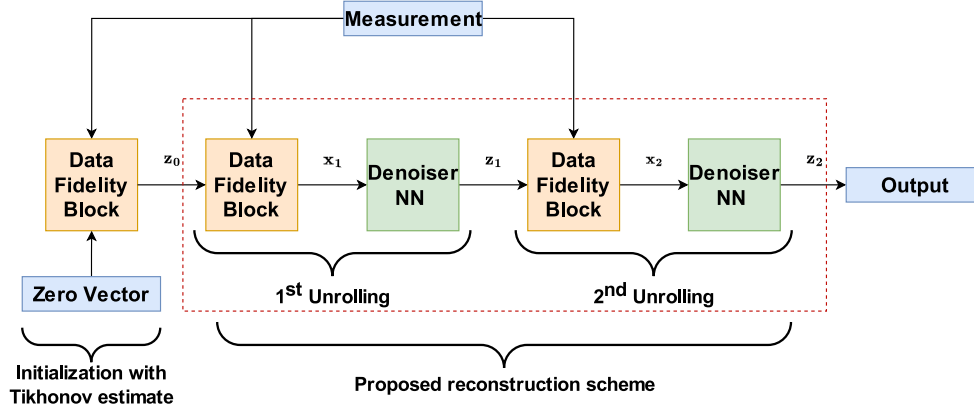 Measurement
Data
Fidelity
Block
z₀
Data
Fidelity
Block
x₁
Denoiser
NN
z₁
Data
Fidelity
Block
x₂
Denoiser
NN
z₂
Output
Zero Vector
1st Unrolling
2nd Unrolling
Initialization with
Tikhonov estimate
Proposed reconstruction scheme